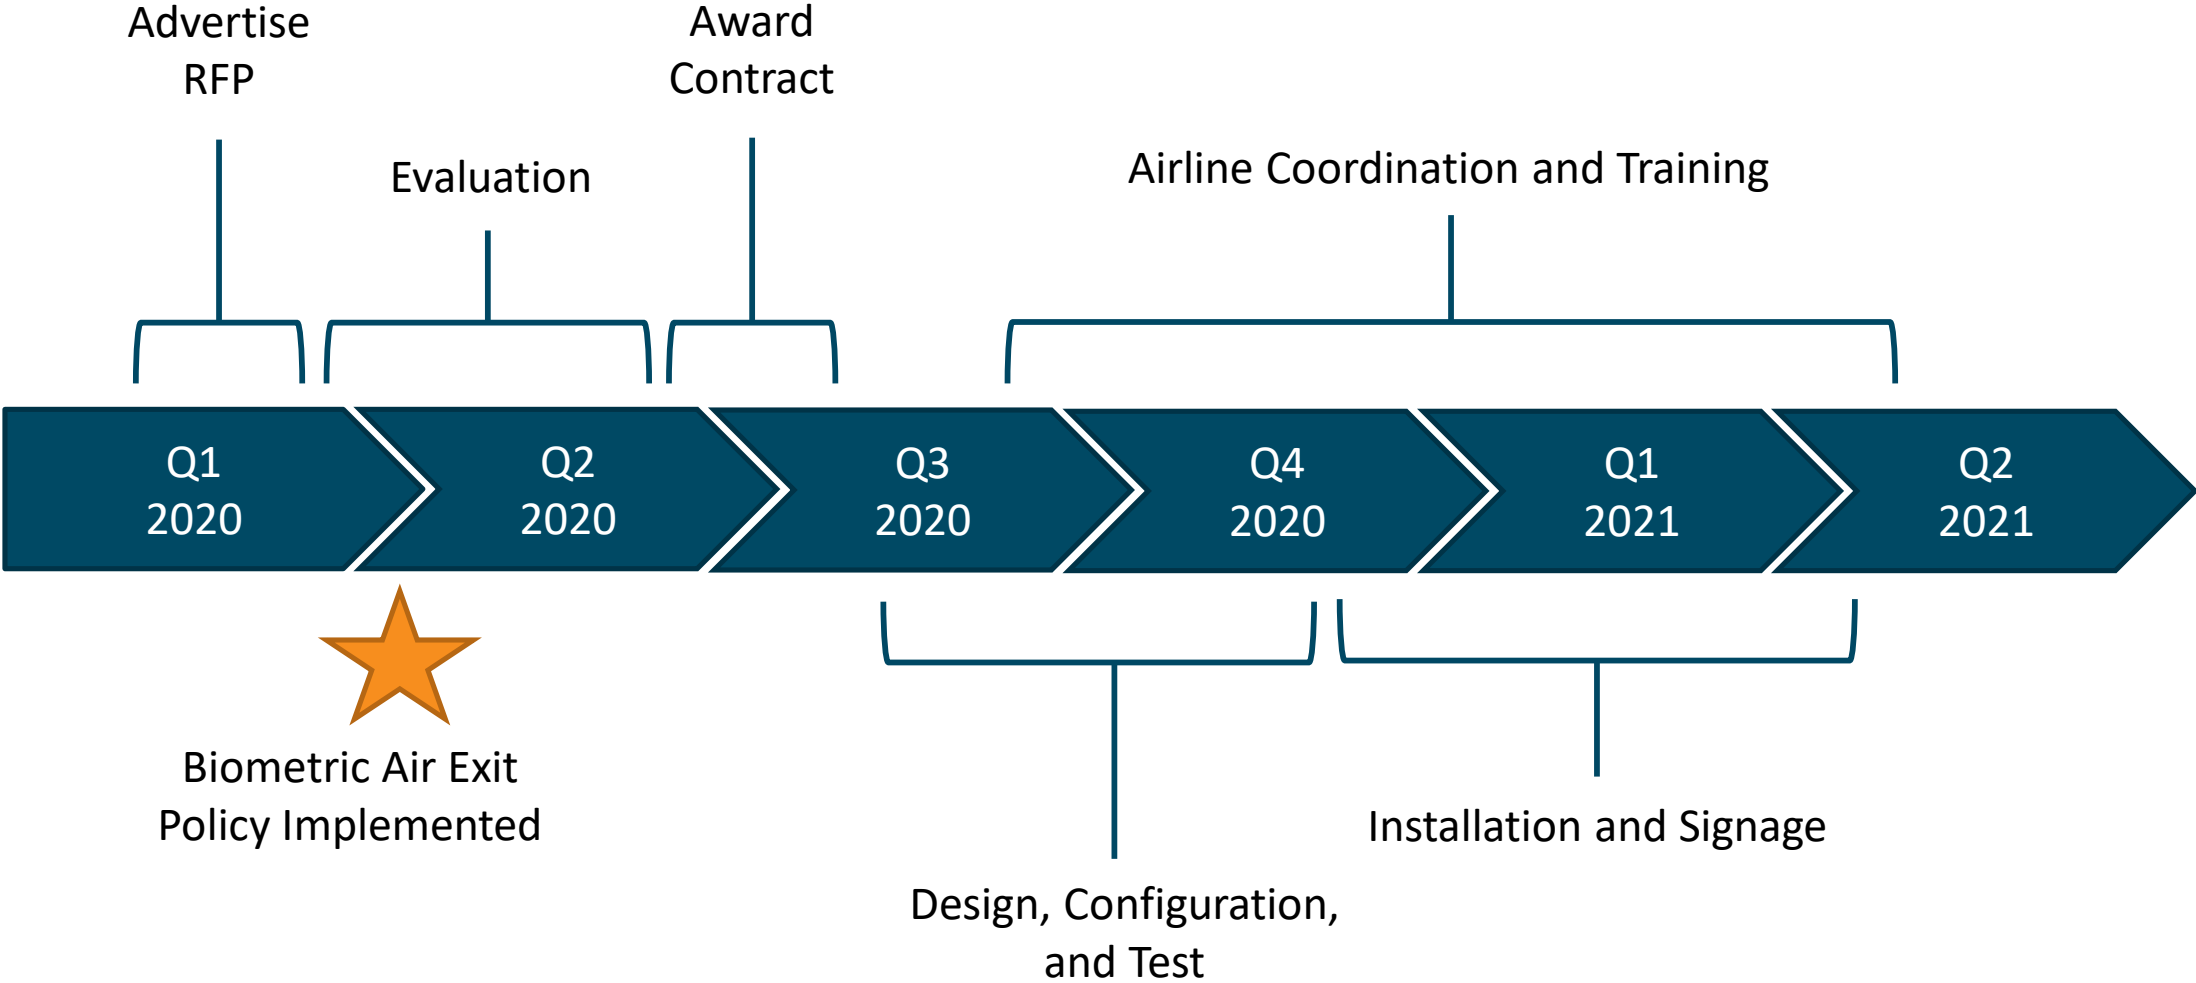 Advertise
RFP
Award
Contract
Evaluation
Airline Coordination and Training
Q1
2020
Q2
2020
Q3
2020
Q4
2020
Q1
2021
Q2
2021
Biometric Air Exit
Policy Implemented
Installation and Signage
Design, Configuration,
and Test